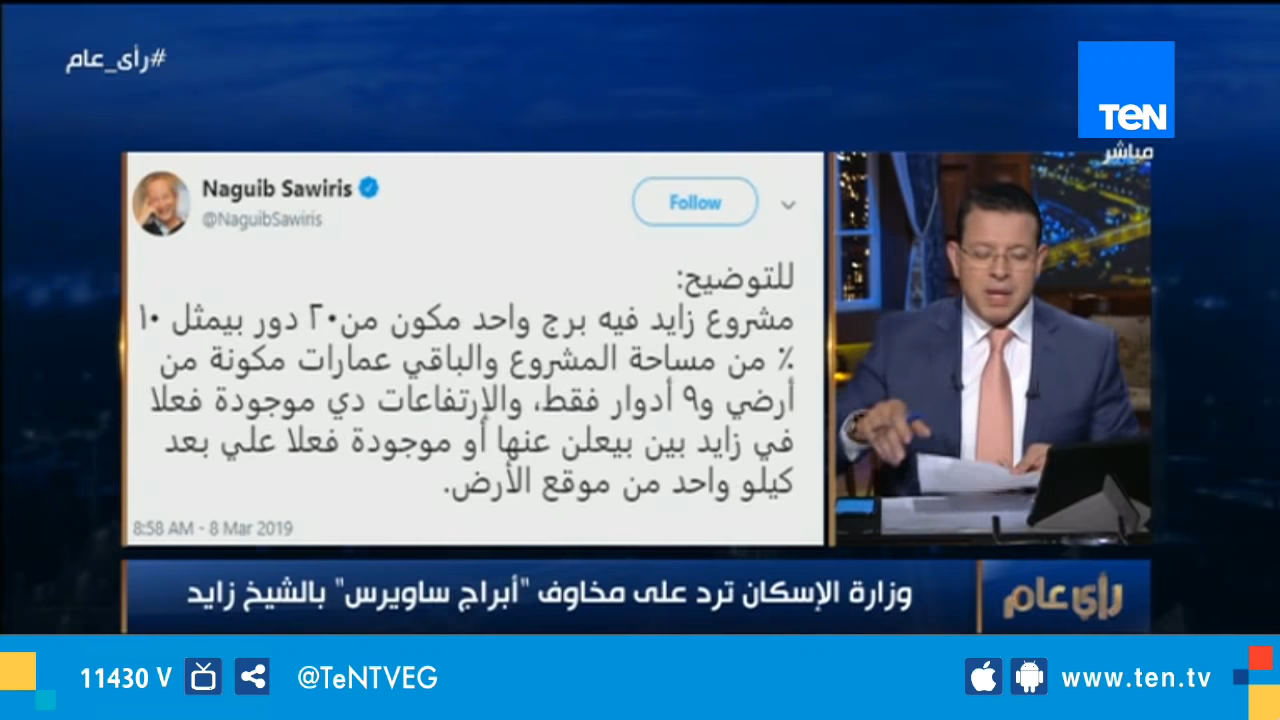 #رأى_عام
TEN
مباشر
Naguib Sawiris
@NaguibSawiris
Follow
للتوضيح:
مشروع زايد فيه برج واحد مكون من٢٠ دور بيمثل ١٠
٪ من مساحة المشروع والباقي عمارات مكونة من
أرضي و٩ أدوار فقط، والإرتفاعات دي موجودة فعلا
في زايد بين بيعلن عنها أو موجودة فعلا علي بعد
كيلو واحد من موقع الأرض.
8:58 AM - 8 Mar 2019
رأي عام
وزارة الإسكان ترد على مخاوف "أبراج ساويرس" بالشيخ زايد
11430 V
@TeNTVEG
www.ten.tv